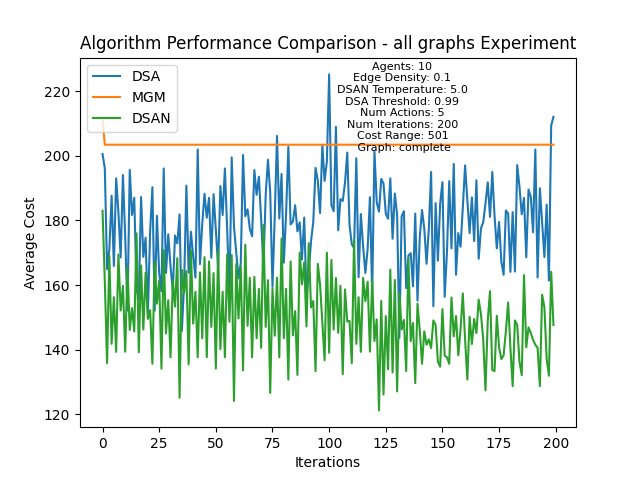 Algorithm Performance Comparison - all graphs Experiment
DSA
MGM
DSAN
Agents: 10
Edge Density: 0.1
DSAN Temperature: 5.0
DSA Threshold: 0.99
Num Actions: 5
Num Iterations: 200
Cost Range: 501
Graph: complete
Average Cost
220
200
180
160
140
120
0
25
50
75
100
125
150
175
200
Iterations